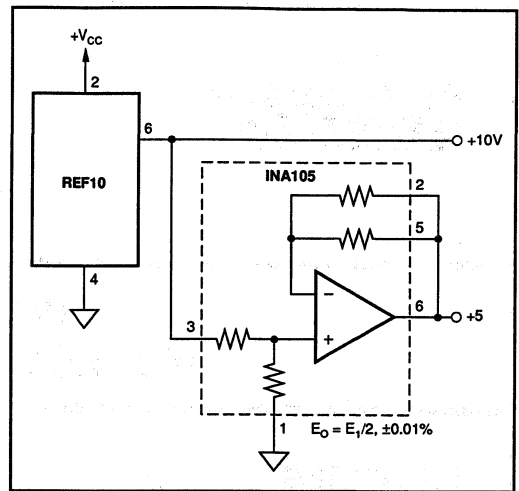 +VCC
2
6
+10V
REF10
INA105
2
5
4
3
6
+5
1
EO = E1/2, ±0.01%